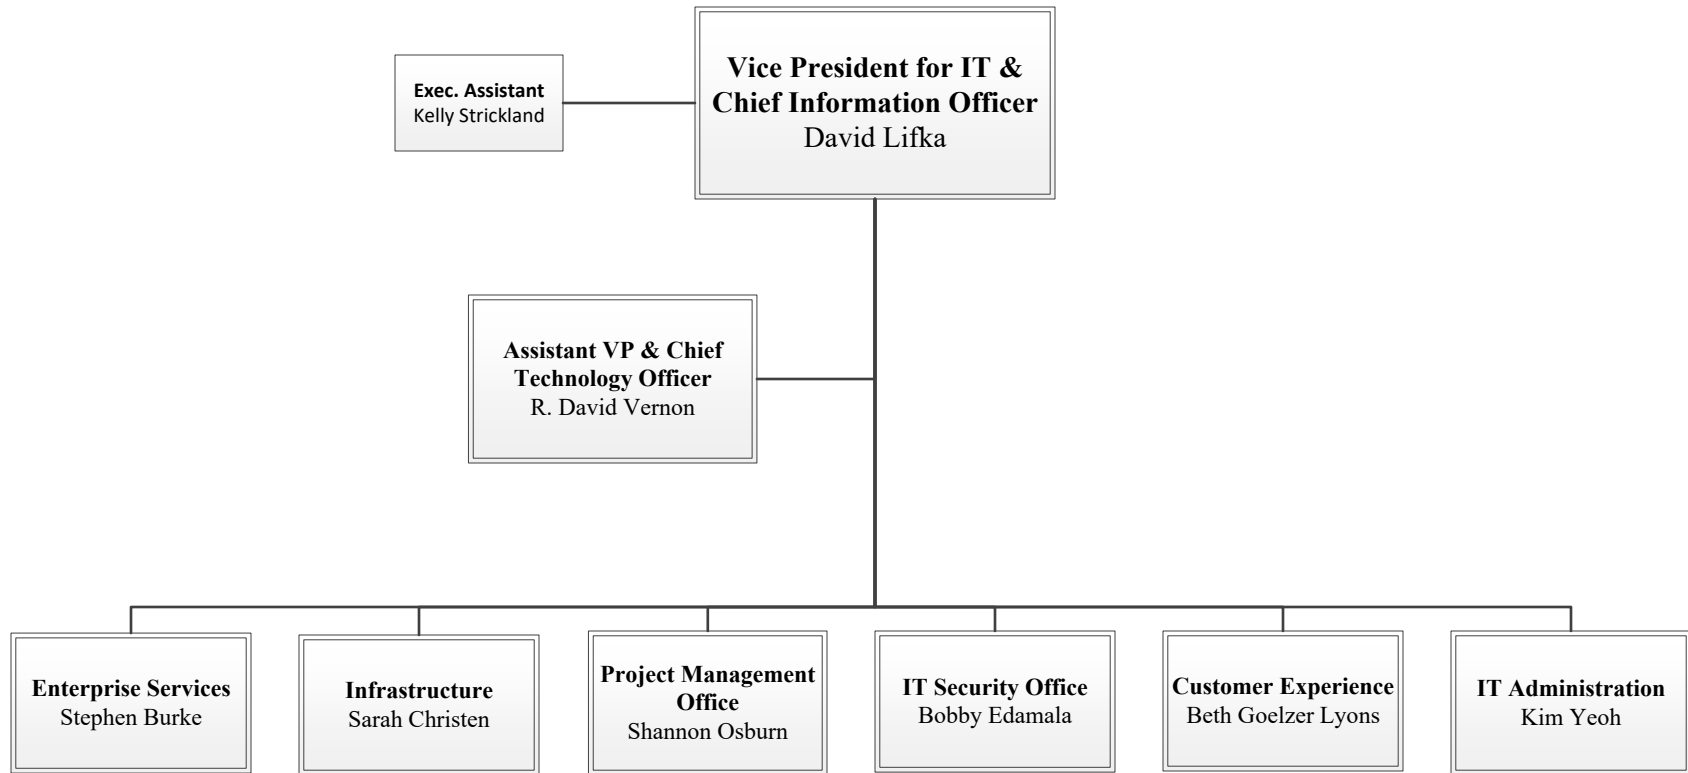 Vice President for IT &
Chief Information Officer
David Lifka
Exec. Assistant
Kelly Strickland
Assistant VP & Chief
Technology Officer
R. David Vernon
Enterprise Services
Stephen Burke
Infrastructure
Sarah Christen
Project Management
Office
Shannon Osburn
IT Security Office
Bobby Edamala
Customer Experience
Beth Goelzer Lyons
IT Administration
Kim Yeoh